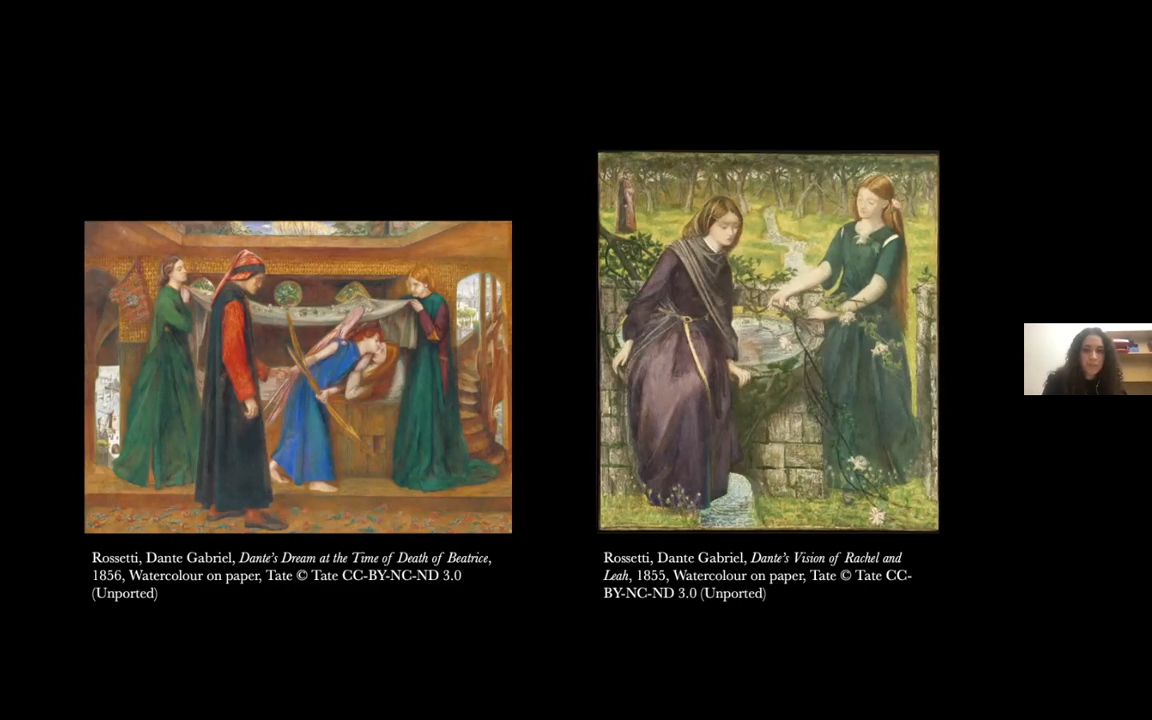 Rossetti, Dante Gabriel, Dante's Dream at the Time of Death of Beatrice,
1856, Watercolour on paper, Tate © Tate CC-BY-NC-ND 3.0
(Unported)
Rossetti, Dante Gabriel, Dante's Vision of Rachel and
Leah, 1855, Watercolour on paper, Tate © Tate CC-
BY-NC-ND 3.0 (Unported)